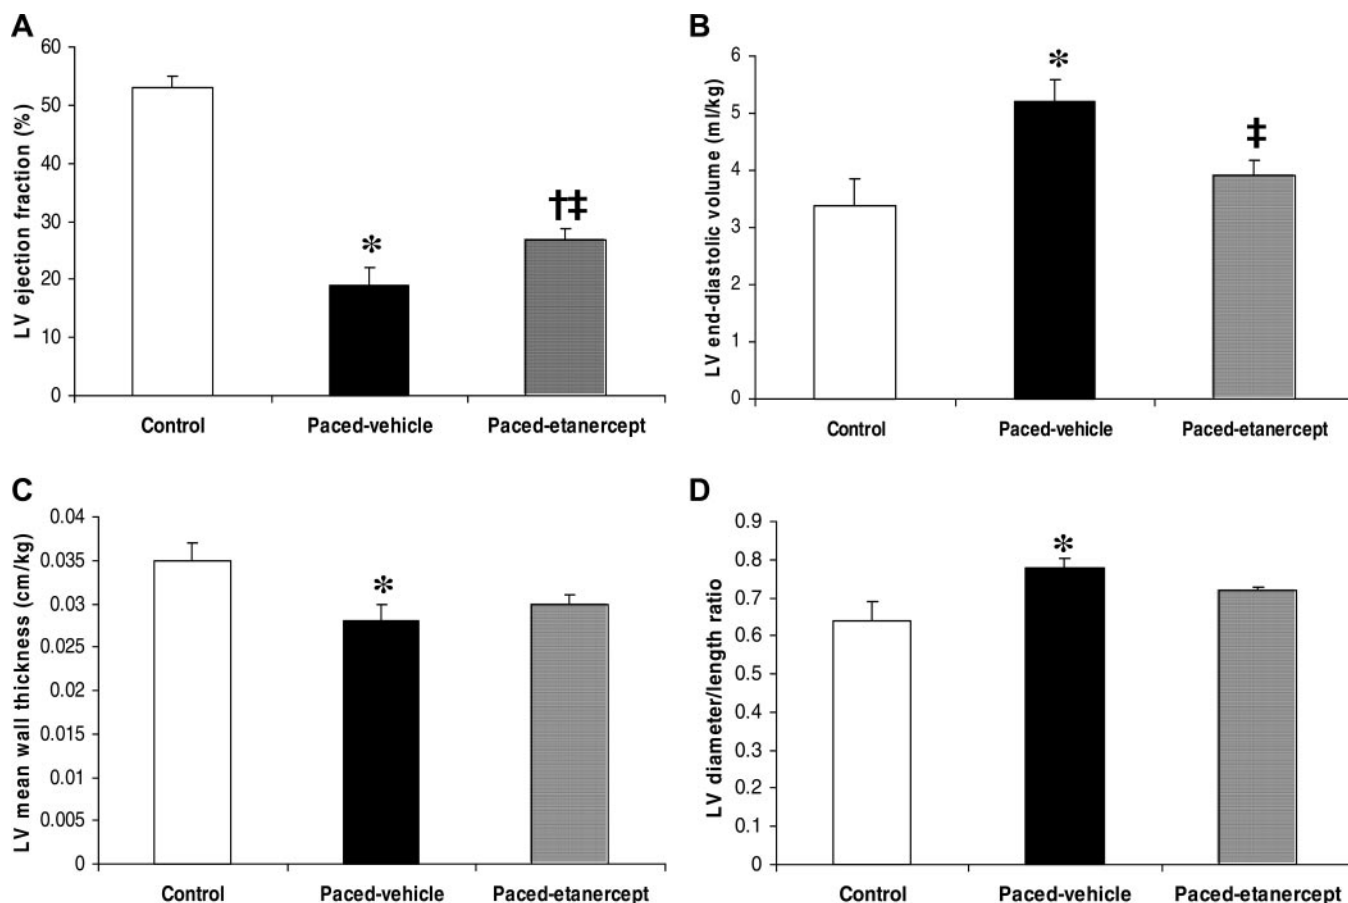 A
LV ejection fraction (%)
60
50
40
30
20
10
0
*
†‡
Control
Paced-vehicle
Paced-etanercept
B
LV end-diastolic volume (ml/kg)
6
5
4
3
2
1
0
*
‡
Control
Paced-vehicle
Paced-etanercept
C
LV mean wall thickness (cm/kg)
0.04
0.035
0.03
0.025
0.02
0.015
0.01
0.005
0
*
Control
Paced-vehicle
Paced-etanercept
D
LV diameter/length ratio
0.9
0.8
0.7
0.6
0.5
0.4
0.3
0.2
0.1
0
*
Control
Paced-vehicle
Paced-etanercept